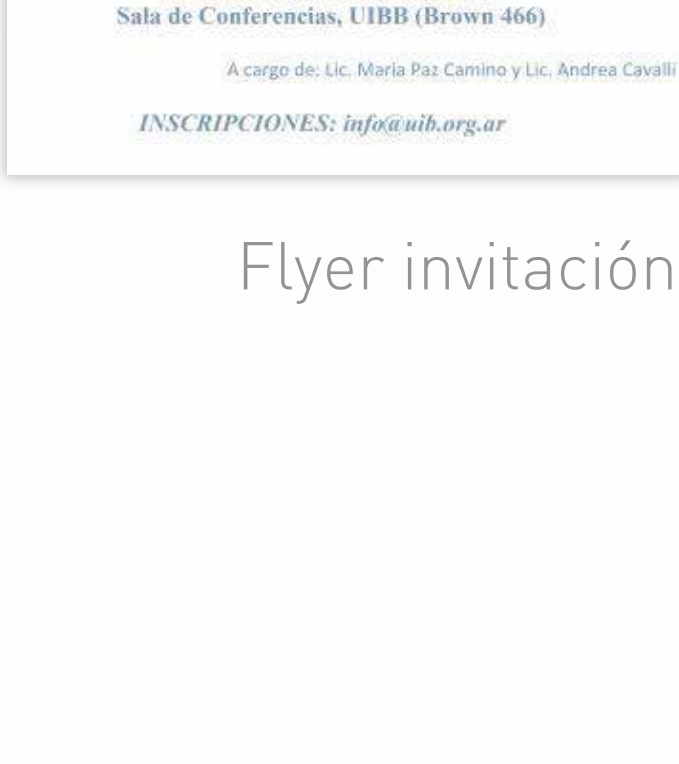 Sala de Conferencias, UIBB (Brown 466)
A cargo de: Lic. Maria Paz Camino y Lic. Andrea Cavalli
INSCRIPCIONES: info@uib.org.ar
Flyer invitación